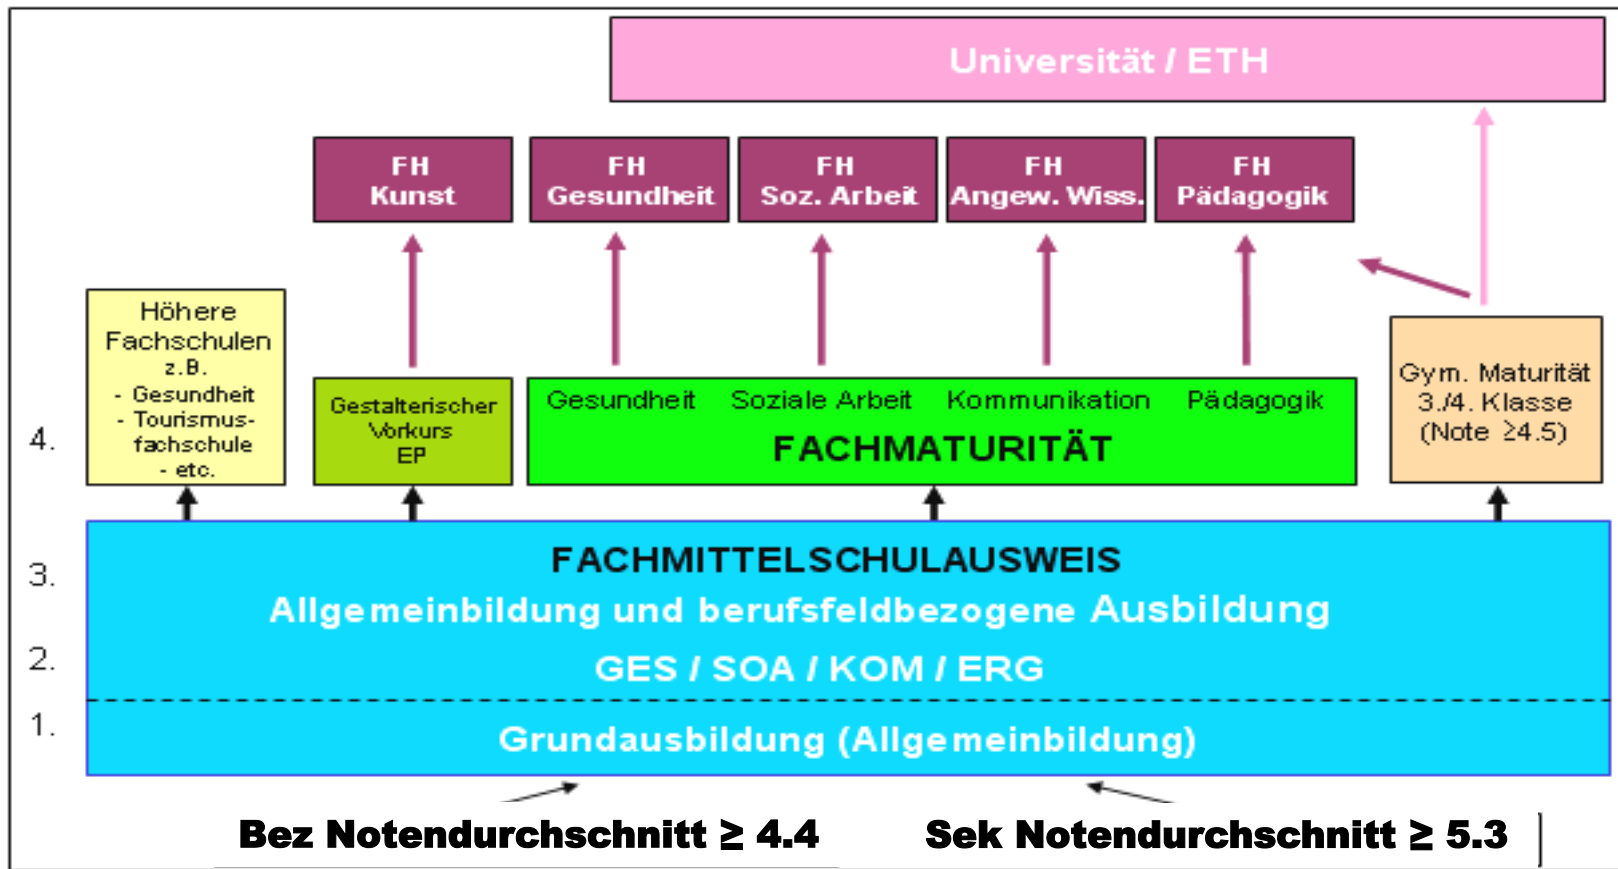 Universität / ETH
FH
Kunst
FH
Gesundheit
FH
Soz. Arbeit
FH
Angew. Wiss.
FH
Pädagogik
Höhere
Fachschulen
z.B.
- Gesundheit
- Tourismus-
fachschule
- etc.
Gestalterischer
Vorkurs
EP
Gesundheit Soziale Arbeit Kommunikation Pädagogik
FACHMATURITÄT
Gym. Maturität
3./4. Klasse
(Note ≥4.5)
4.
FACHMITTELSCHULAUSWEIS
3.
Allgemeinbildung und berufsfeldbezogene Ausbildung
2.
GES / SOA / KOM / ERG
1.
Grundausbildung (Allgemeinbildung)
Bez Notendurchschnitt ≥ 4.4
Sek Notendurchschnitt ≥ 5.3